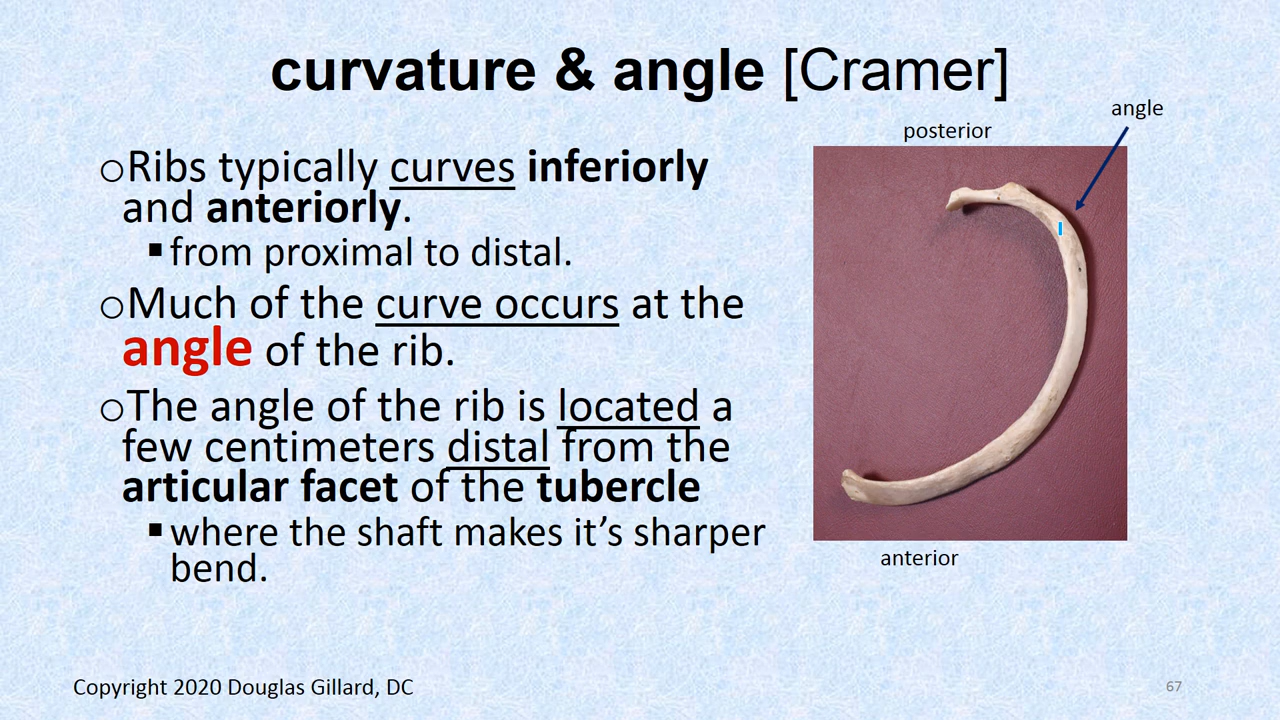 curvature & angle [Cramer]
angle
posterior
○Ribs typically curves inferiorly
and anteriorly.
▪from proximal to distal.
○Much of the curve occurs at the
angle of the rib.
○The angle of the rib is located a
few centimeters distal from the
articular facet of the tubercle
▪where the shaft makes it’s sharper
bend.
anterior
Copyright 2020 Douglas Gillard, DC
67